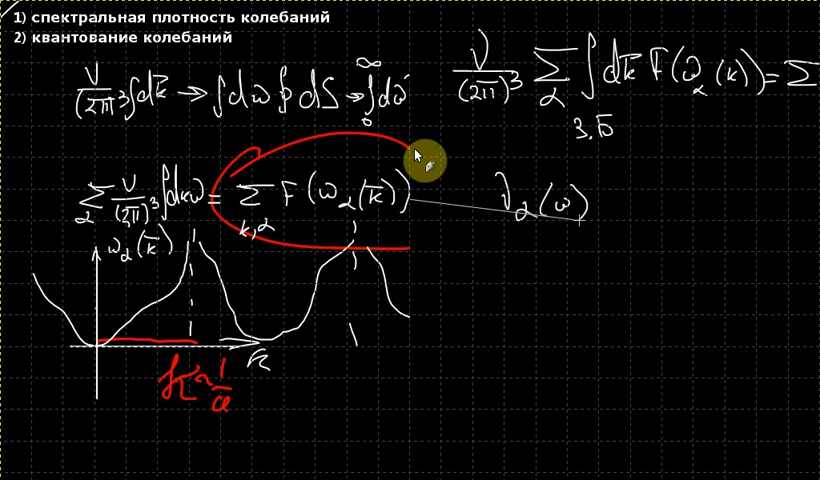 1) спектральная плотность колебаний
2) квантование колебаний
V/(2π)³ ∫dk̄ → ∫dω ∮ dS → ∫₀^∞ dω
V/(2π)³ Σ_α ∫ dk̄ F(ω_α(k̄)) = Σ
З.Б
Σ_α V/(2π)³ ∫dkω = Σ_{k,α} F(ω_α(k̄))
ν_α(ω)
ω_α(k̄)
k̄
k̄ ~ 1/a